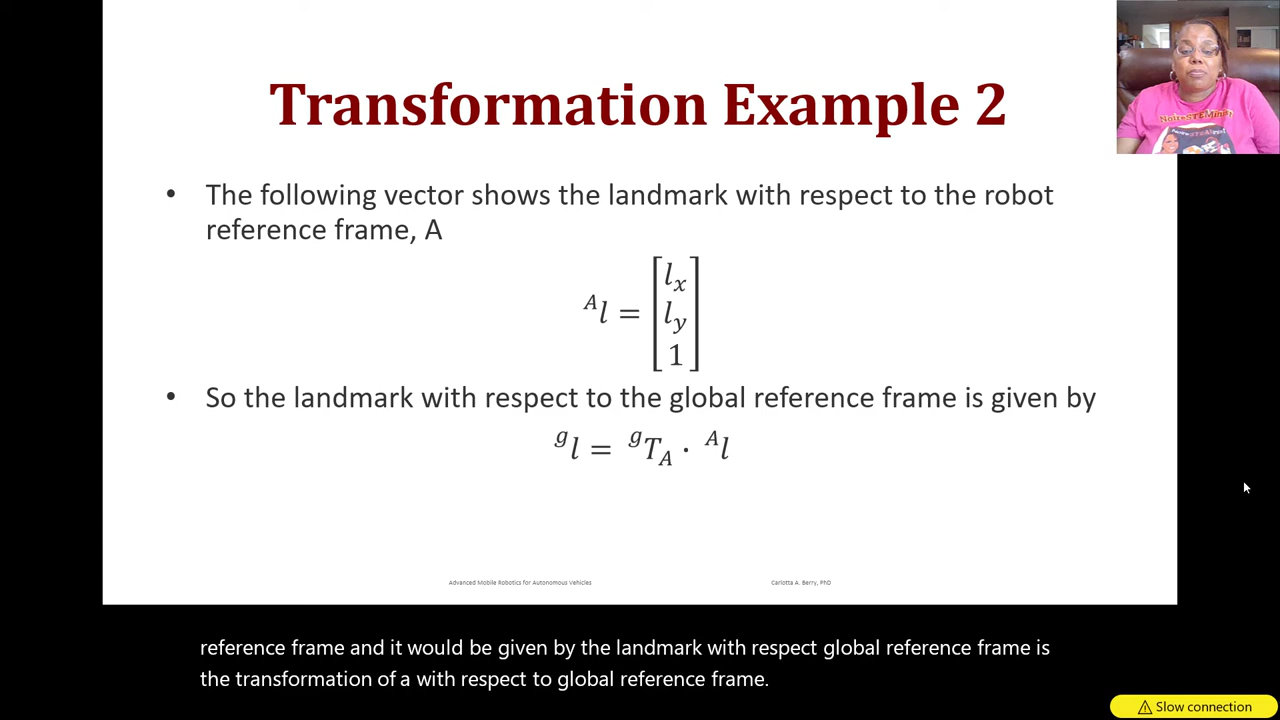 Transformation Example 2
• The following vector shows the landmark with respect to the robot
reference frame, A
ᴬl = [l_x
l_y
1]
• So the landmark with respect to the global reference frame is given by
ᵍl = ᵍT_A · ᴬl
Advanced Mobile Robotics for Autonomous Vehicles
Carlotta A. Berry, PhD
reference frame and it would be given by the landmark with respect global reference frame is
the transformation of a with respect to global reference frame.
Slow connection